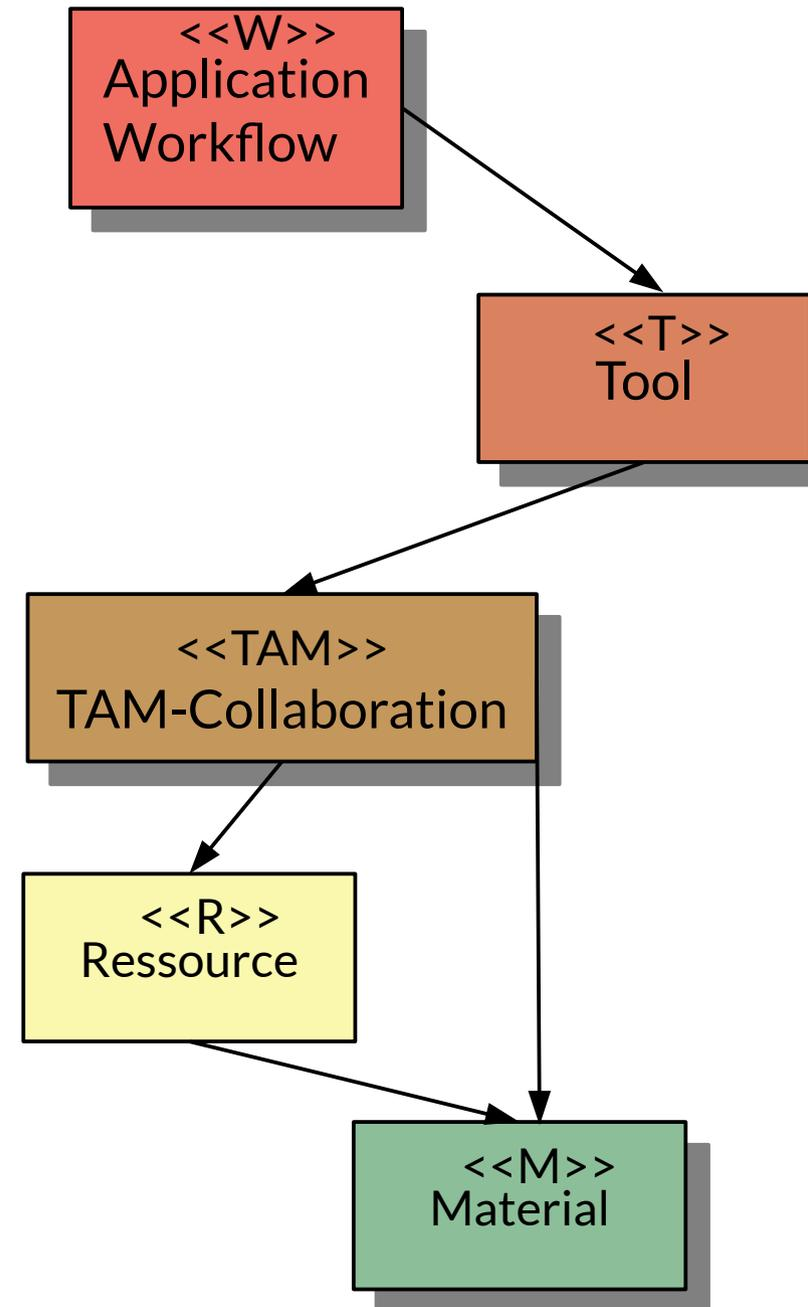 <<W>>
Application
Workflow
<<T>>
Tool
<<TAM>>
TAM-Collaboration
<<R>>
Ressource
<<M>>
Material